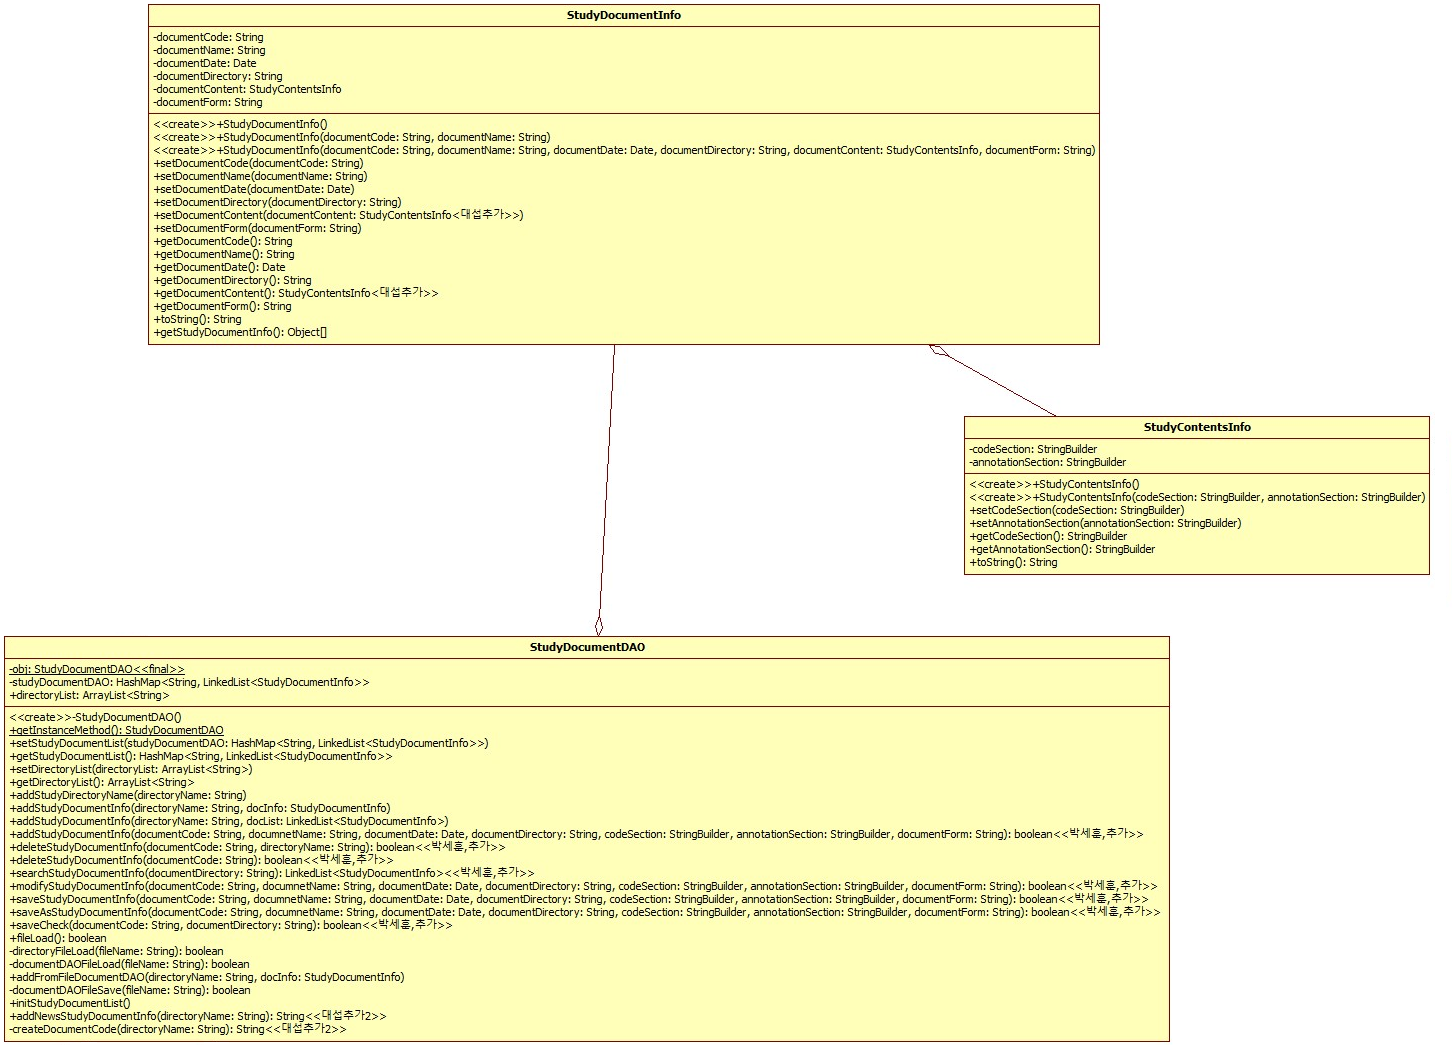 StudyDocumentInfo
-documentCode: String
-documentName: String
-documentDate: Date
-documentDirectory: String
-documentContent: StudyContentsInfo
-documentForm: String
<<create>>+StudyDocumentInfo()
<<create>>+StudyDocumentInfo(documentCode: String, documentName: String)
<<create>>+StudyDocumentInfo(documentCode: String, documentName: String, documentDate: Date, documentDirectory: String, documentContent: StudyContentsInfo, documentForm: String)
+setDocumentCode(documentCode: String)
+setDocumentName(documentName: String)
+setDocumentDate(documentDate: Date)
+setDocumentDirectory(documentDirectory: String)
+setDocumentContent(documentContent: StudyContentsInfo<대섭추가>>)
+setDocumentForm(documentForm: String)
+getDocumentCode(): String
+getDocumentName(): String
+getDocumentDate(): Date
+getDocumentDirectory(): String
+getDocumentContent(): StudyContentsInfo<대섭추가>>
+getDocumentForm(): String
+toString(): String
+getStudyDocumentInfo(): Object[]
StudyContentsInfo
-codeSection: StringBuilder
-annotationSection: StringBuilder
<<create>>+StudyContentsInfo()
<<create>>+StudyContentsInfo(codeSection: StringBuilder, annotationSection: StringBuilder)
+setCodeSection(codeSection: StringBuilder)
+setAnnotationSection(annotationSection: StringBuilder)
+getCodeSection(): StringBuilder
+getAnnotationSection(): StringBuilder
+toString(): String
StudyDocumentDAO
-obj: StudyDocumentDAO<<final>>
-studyDocumentDAO: HashMap<String, LinkedList<StudyDocumentInfo>>
+directoryList: ArrayList<String>
<<create>>-StudyDocumentDAO()
+getInstanceMethod(): StudyDocumentDAO
+setStudyDocumentList(studyDocumentDAO: HashMap<String, LinkedList<StudyDocumentInfo>>)
+getStudyDocumentList(): HashMap<String, LinkedList<StudyDocumentInfo>>
+setDirectoryList(directoryList: ArrayList<String>)
+getDirectoryList(): ArrayList<String>
+addStudyDirectoryName(directoryName: String)
+addStudyDocumentInfo(directoryName: String, docInfo: StudyDocumentInfo)
+addStudyDocumentInfo(directoryName: String, docList: LinkedList<StudyDocumentInfo>)
+addStudyDocumentInfo(documentCode: String, documnetName: String, documentDate: Date, documentDirectory: String, codeSection: StringBuilder, annotationSection: StringBuilder, documentForm: String): boolean<<박세훈,추가>>
+deleteStudyDocumentInfo(documentCode: String, directoryName: String): boolean<<박세훈,추가>>
+deleteStudyDocumentInfo(documentCode: String): boolean<<박세훈,추가>>
+searchStudyDocumentInfo(documentDirectory: String): LinkedList<StudyDocumentInfo><<박세훈,추가>>
+modifyStudyDocumentInfo(documentCode: String, documnetName: String, documentDate: Date, documentDirectory: String, codeSection: StringBuilder, annotationSection: StringBuilder, documentForm: String): boolean<<박세훈,추가>>
+saveStudyDocumentInfo(documentCode: String, documnetName: String, documentDate: Date, documentDirectory: String, codeSection: StringBuilder, annotationSection: StringBuilder, documentForm: String): boolean<<박세훈,추가>>
+saveAsStudyDocumentInfo(documentCode: String, documnetName: String, documentDate: Date, documentDirectory: String, codeSection: StringBuilder, annotationSection: StringBuilder, documentForm: String): boolean<<박세훈,추가>>
+saveCheck(documentCode: String, documentDirectory: String): boolean<<박세훈,추가>>
+fileLoad(): boolean
-directoryFileLoad(fileName: String): boolean
-documentDAOFileLoad(fileName: String): boolean
+addFromFileDocumentDAO(directoryName: String, docInfo: StudyDocumentInfo)
-documentDAOFileSave(fileName: String): boolean
+initStudyDocumentList()
+addNewsStudyDocumentInfo(directoryName: String): String<<대섭추가2>>
-createDocumentCode(directoryName: String): String<<대섭추가2>>